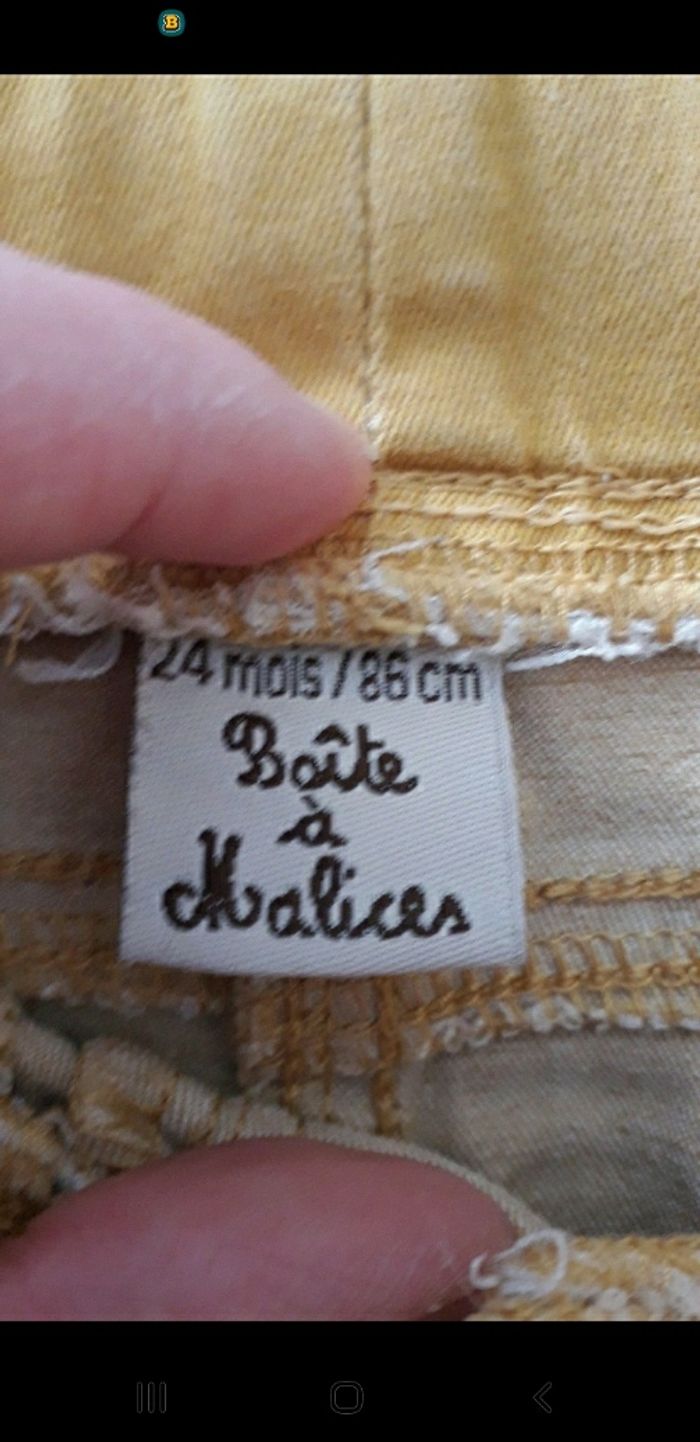 B
24 mois / 86 cm
Boîte
à
Malices